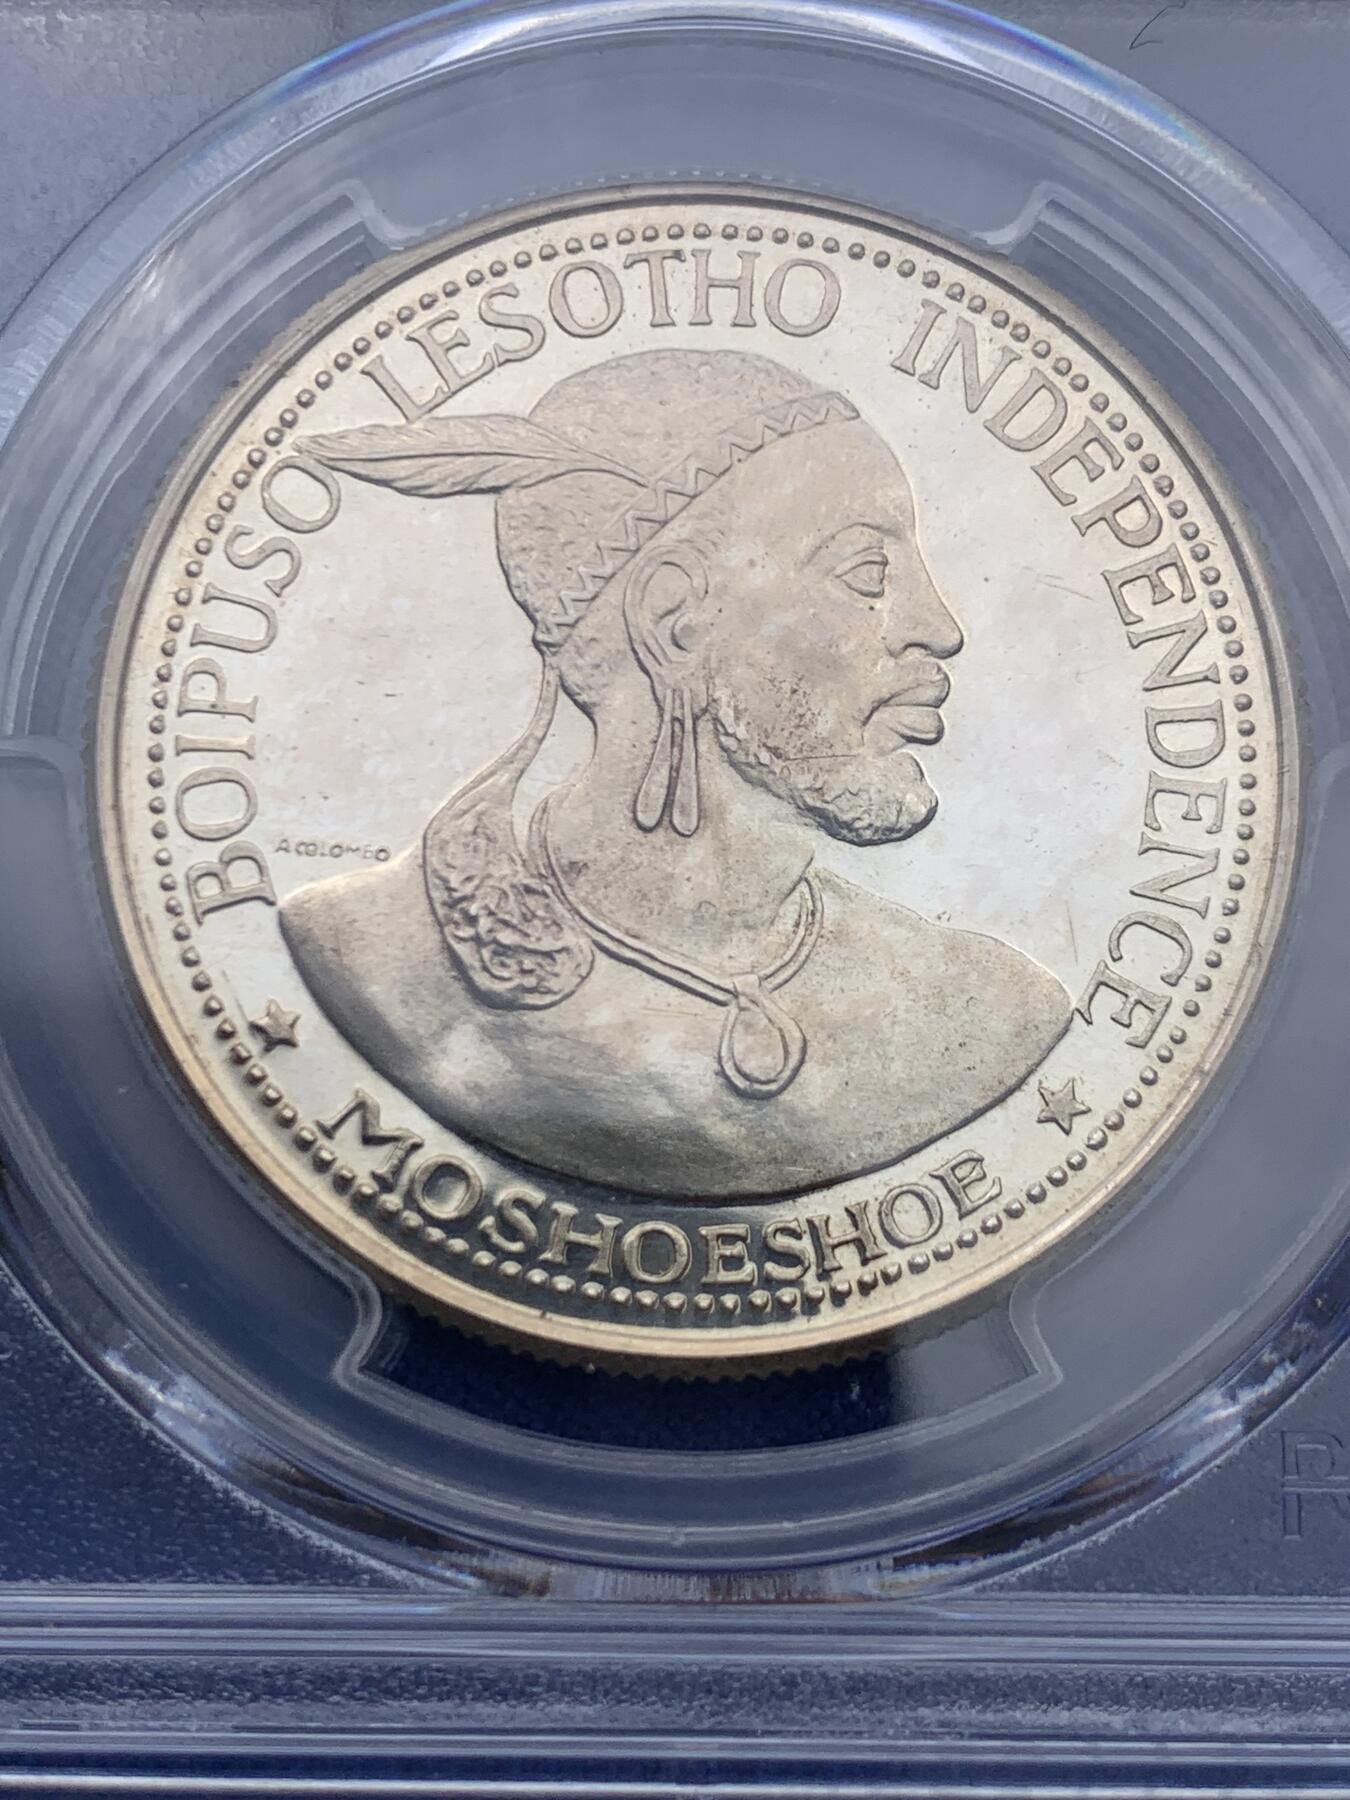 BOIPUSO LESOTHO INDEPENDENCE
A COLOMBO
★ MOSHOESHOE ★